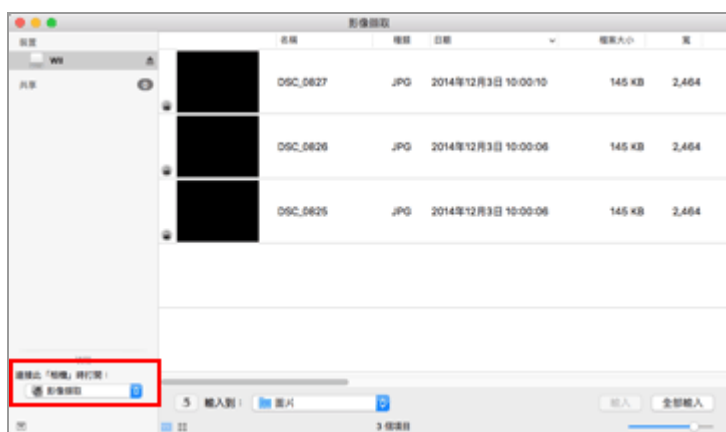 影像擷取
裝置 名稱 種類 日期 檔案大小 寬
WII
共享
DSC_0827 JPG 2014年12月3日 10:00:10 145 KB 2,464
DSC_0826 JPG 2014年12月3日 10:00:06 145 KB 2,464
DSC_0825 JPG 2014年12月3日 10:00:06 145 KB 2,464
連接此「相機」時打開：
影像擷取
5 輸入到： 圖片 輸入 全部輸入
3 個項目